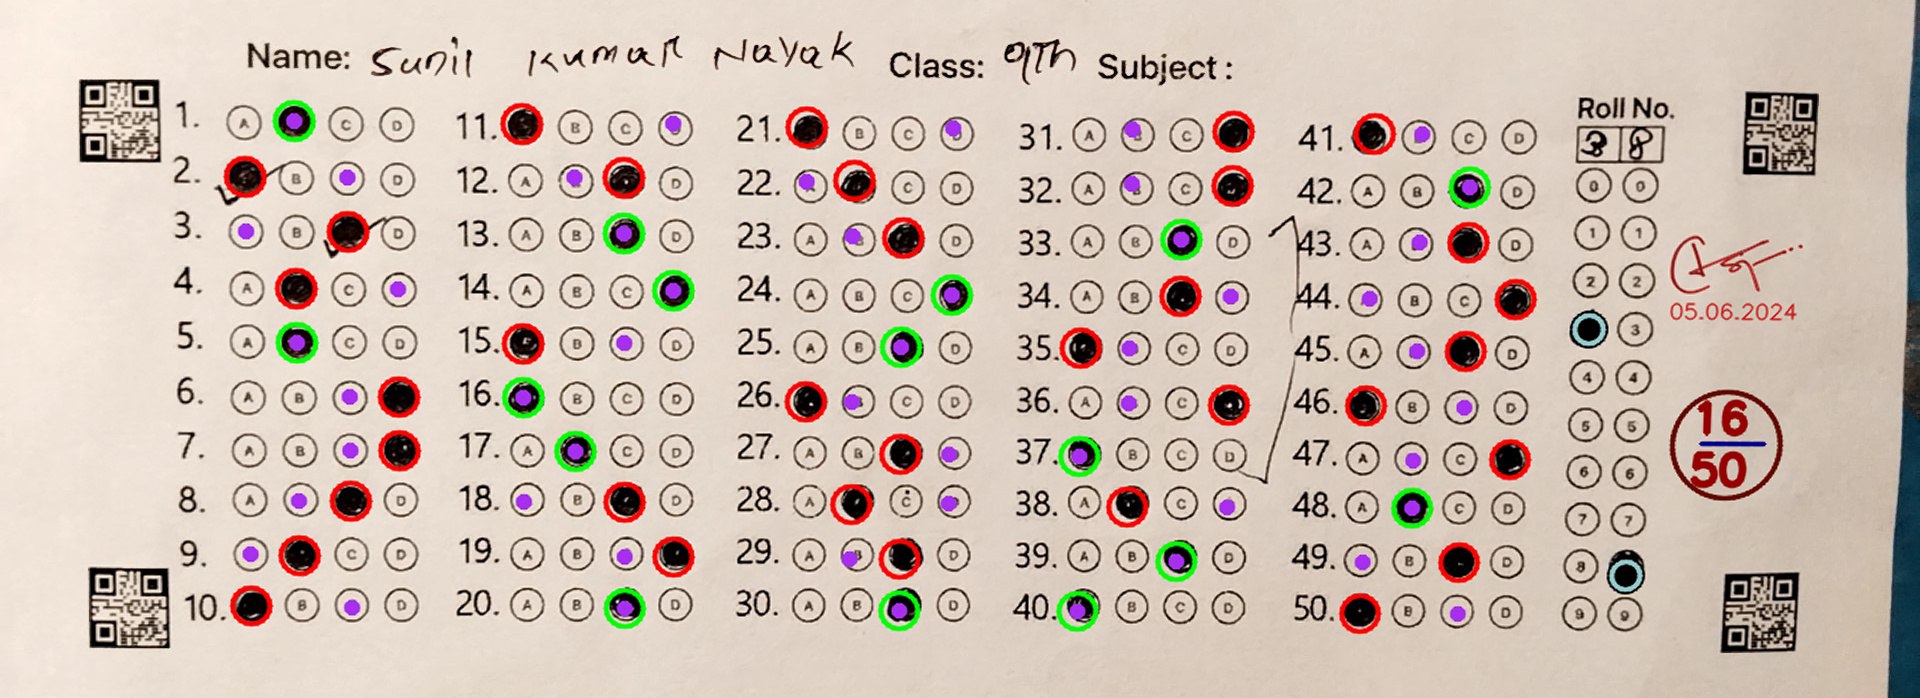 Name: Sunil Kumar Nayak Class: 9th Subject:
1. A C D
2. B D
3. B D
4. A C
5. A C D
6. A B
7. A B
8. A D
9. C D
10. B D
11. B C
12. A D
13. A B D
14. A B C
15. B D
16. B C D
17. A C D
18. B D
19. A B
20. A B D
21. B C
22. C D
23. A D
24. A B C
25. A B D
26. C D
27. A B
28. A C
29. A D
30. A B D
31. A C
32. A C
33. A B D
34. A B
35. C D
36. A C
37. B C D
38. A C
39. A B D
40. B C D
41. C D
42. A B D
43. A D
44. B C
45. A D
46. B D
47. A C
48. A C D
49. B D
50. B D
Roll No.
3 8
0 0
1 1
2 2
3
4 4
5 5
6 6
7 7
8
9 9
05.06.2024
16
50